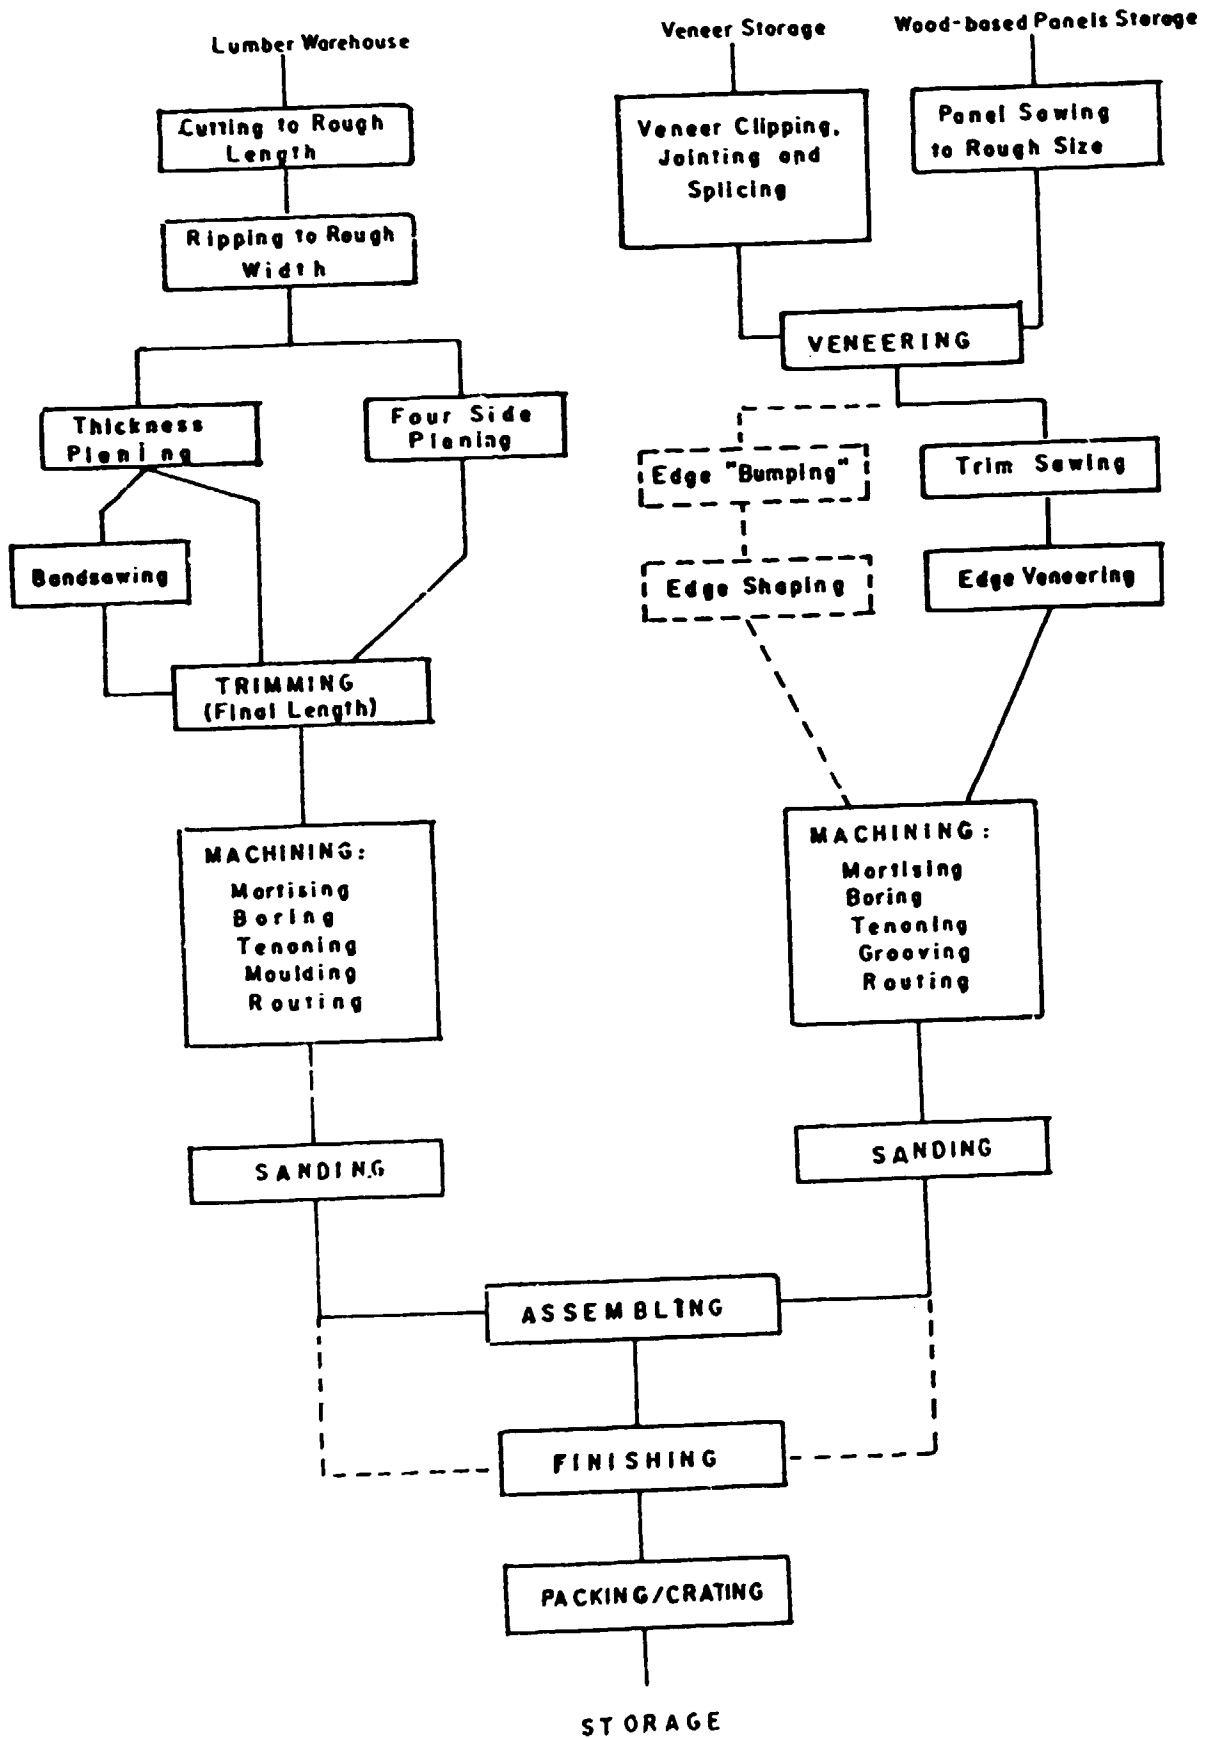 Lumber Warehouse
Cutting to Rough
Length
Ripping to Rough
Width
Thickness
Planing
Four Side
Planing
Bandsawing
TRIMMING
(Final Length)
MACHINING:
Mortising
Boring
Tenoning
Moulding
Routing
SANDING
Veneer Storage
Wood-based Panels Storage
Veneer Clipping,
Jointing and
Splicing
Panel Sawing
to Rough Size
VENEERING
Edge "Bumping"
Trim Sawing
Edge Shaping
Edge Veneering
MACHINING:
Mortising
Boring
Tenoning
Grooving
Routing
SANDING
ASSEMBLING
FINISHING
PACKING/CRATING
STORAGE